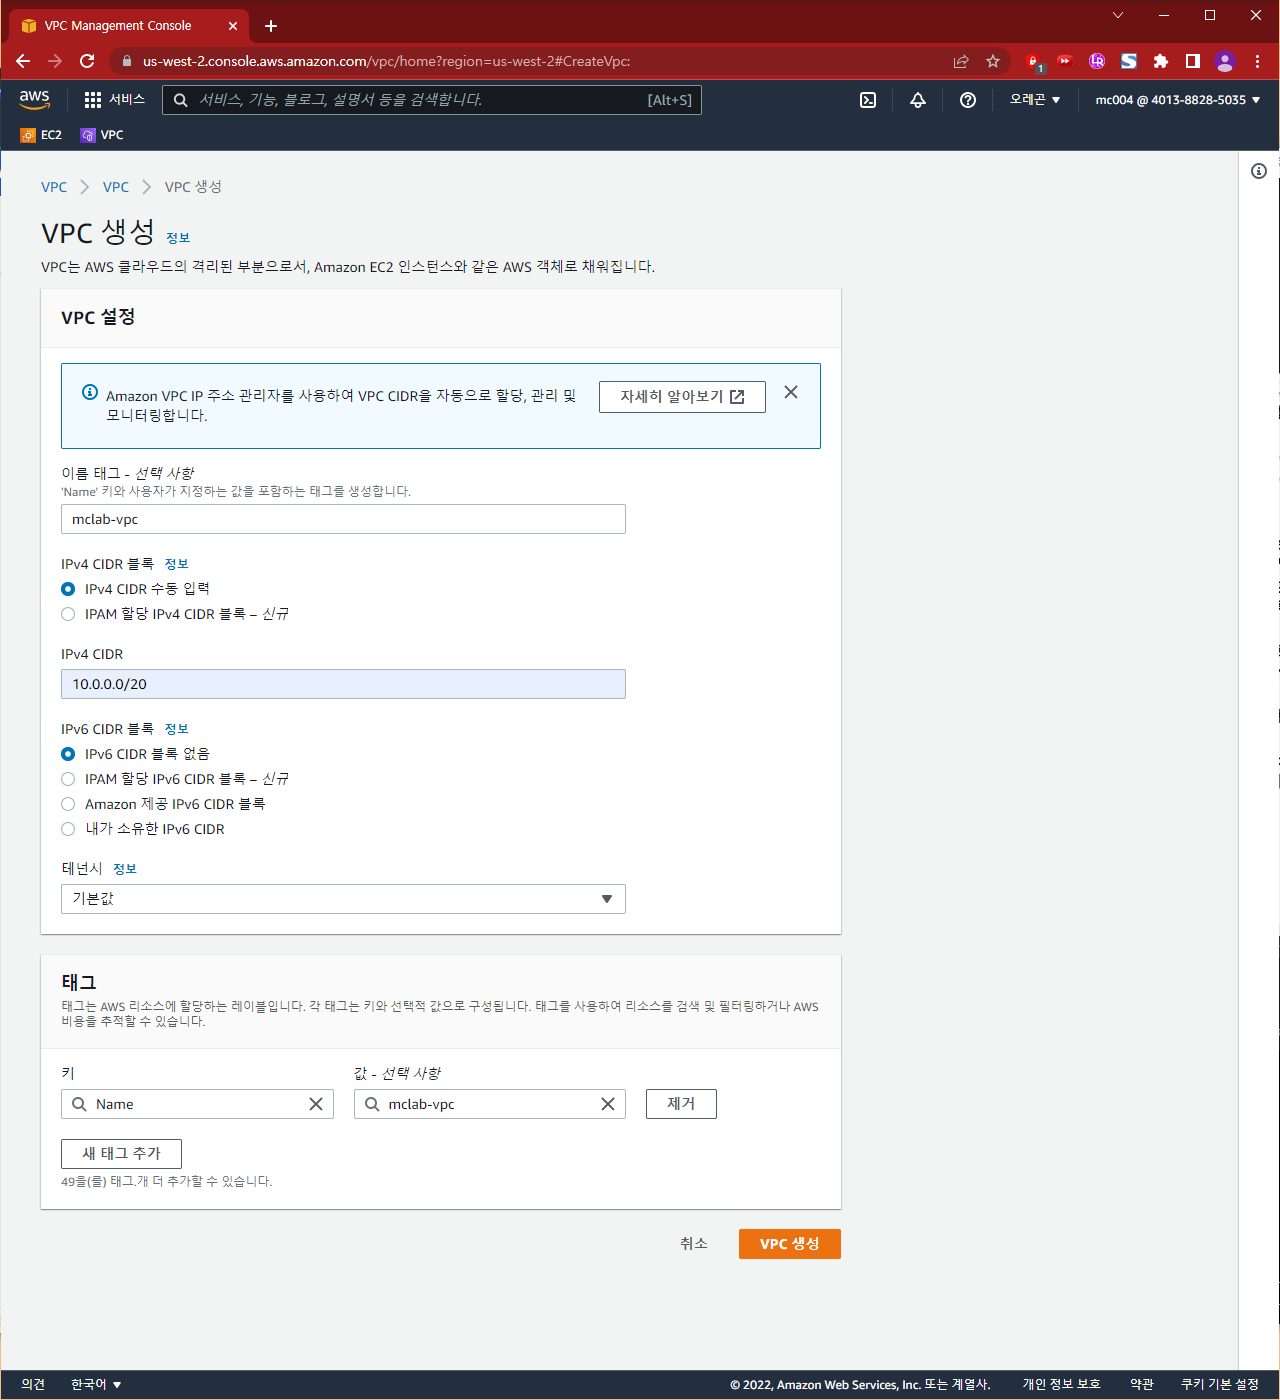 VPC Management Console
us-west-2.console.aws.amazon.com/vpc/home?region=us-west-2#CreateVpc:
1
aws
서비스
서비스, 기능, 블로그, 설명서 등을 검색합니다.
[Alt+S]
오레곤
mc004 @ 4013-8828-5035
EC2
VPC
VPC
VPC
VPC 생성
VPC 생성 정보
VPC는 AWS 클라우드의 격리된 부분으로서, Amazon EC2 인스턴스와 같은 AWS 객체로 채워집니다.
VPC 설정
Amazon VPC IP 주소 관리자를 사용하여 VPC CIDR을 자동으로 할당, 관리 및
모니터링합니다.
자세히 알아보기
이름 태그 - 선택 사항
'Name' 키와 사용자가 지정하는 값을 포함하는 태그를 생성합니다.
mclab-vpc
IPv4 CIDR 블록 정보
IPv4 CIDR 수동 입력
IPAM 할당 IPv4 CIDR 블록 – 신규
IPv4 CIDR
10.0.0.0/20
IPv6 CIDR 블록 정보
IPv6 CIDR 블록 없음
IPAM 할당 IPv6 CIDR 블록 – 신규
Amazon 제공 IPv6 CIDR 블록
내가 소유한 IPv6 CIDR
테넌시 정보
기본값
태그
태그는 AWS 리소스에 할당하는 레이블입니다. 각 태그는 키와 선택적 값으로 구성됩니다. 태그를 사용하여 리소스를 검색 및 필터링하거나 AWS
비용을 추적할 수 있습니다.
키
값 - 선택 사항
Name
mclab-vpc
제거
새 태그 추가
49을(를) 태그.개 더 추가할 수 있습니다.
취소
VPC 생성
의견
한국어
© 2022, Amazon Web Services, Inc. 또는 계열사.
개인 정보 보호
약관
쿠키 기본 설정